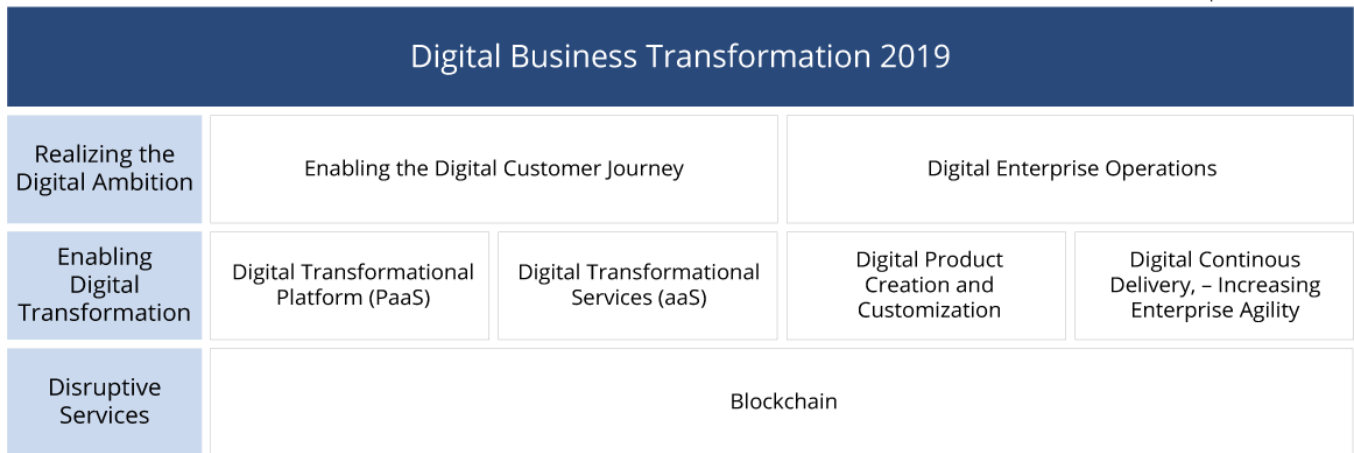 Digital Business Transformation 2019
Realizing the
Digital Ambition
Enabling the Digital Customer Journey
Digital Enterprise Operations
Enabling
Digital
Transformation
Digital Transformational
Platform (PaaS)
Digital Transformational
Services (aaS)
Digital Product
Creation and
Customization
Digital Continous
Delivery, – Increasing
Enterprise Agility
Disruptive
Services
Blockchain